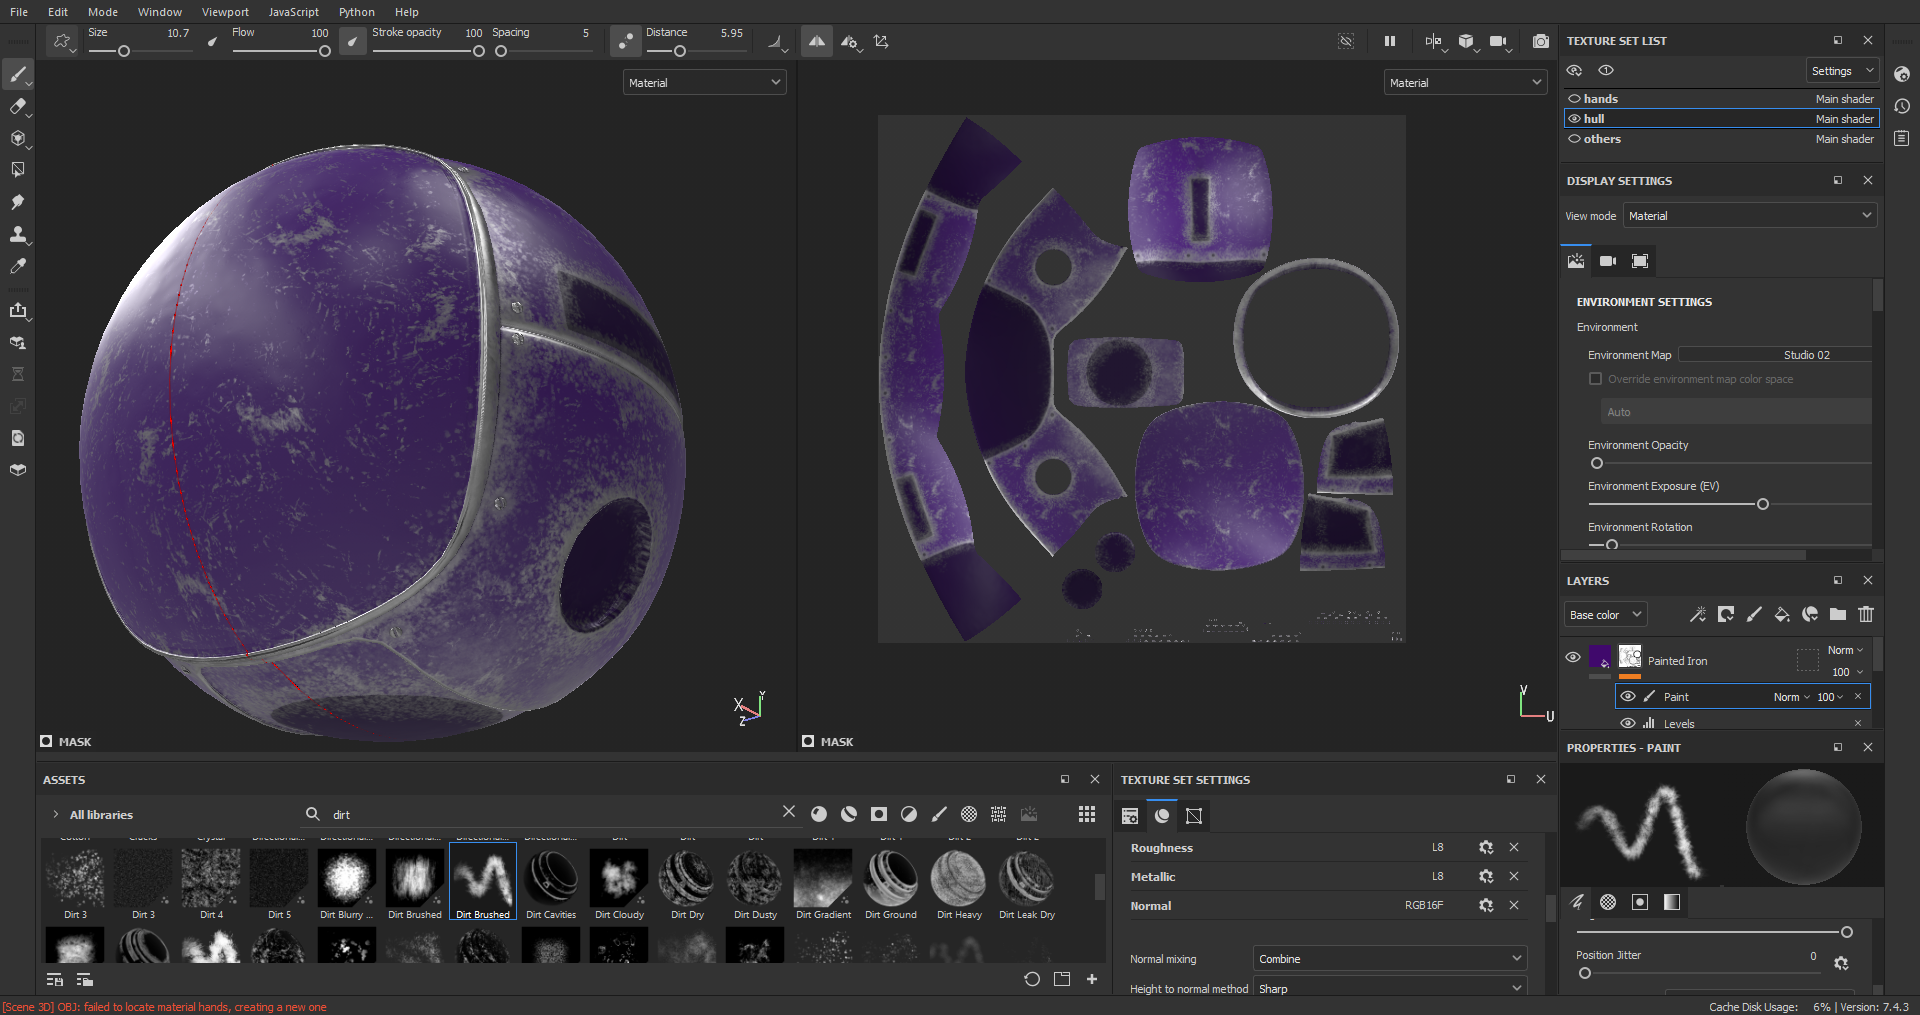 File Edit Mode Window Viewport JavaScript Python Help
Size 10.7 Flow 100 Stroke opacity 100 Spacing 5 Distance 5.95
Material
Material
X Y Z
V U
MASK
MASK
TEXTURE SET LIST
Settings
hands Main shader
hull Main shader
others Main shader
DISPLAY SETTINGS
View mode Material
ENVIRONMENT SETTINGS
Environment
Environment Map Studio 02
Override environment map color space
Auto
Environment Opacity
Environment Exposure (EV)
Environment Rotation
LAYERS
Base color
Painted Iron Norm
100
Paint Norm 100
Levels
PROPERTIES - PAINT
Position Jitter 0
ASSETS
All libraries dirt
Dirt 3 Dirt 3 Dirt 4 Dirt 5 Dirt Blurry ... Dirt Brushed Dirt Brushed Dirt Cavities Dirt Cloudy Dirt Dry Dirt Dusty Dirt Gradient Dirt Ground Dirt Heavy Dirt Leak Dry
TEXTURE SET SETTINGS
Roughness L8
Metallic L8
Normal RGB16F
Normal mixing Combine
Height to normal method Sharp
[Scene 3D] OBJ: failed to locate material hands, creating a new one
Cache Disk Usage: 6% | Version: 7.4.3